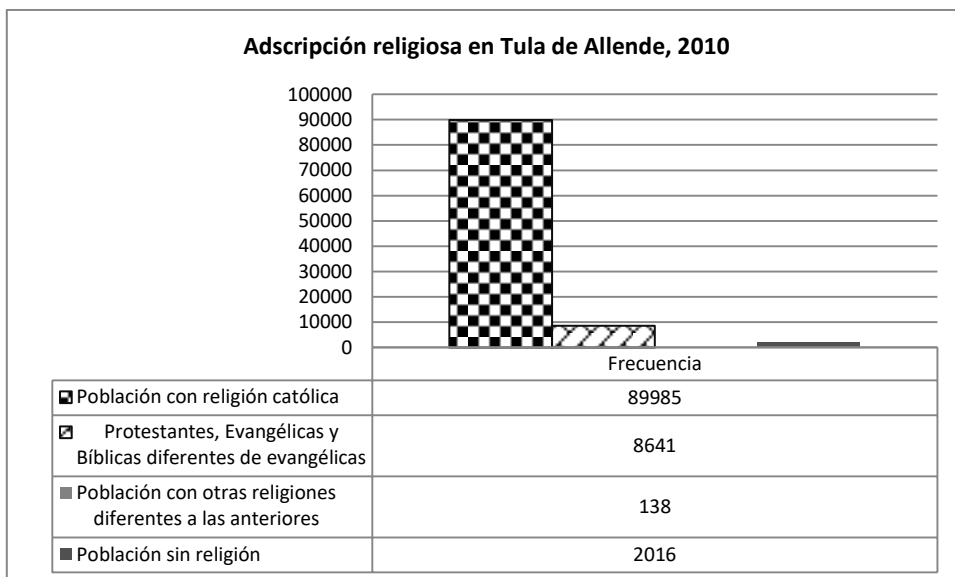 Adscripción religiosa en Tula de Allende, 2010
100000
90000
80000
70000
60000
50000
40000
30000
20000
10000
0
Frecuencia
Población con religión católica 89985
Protestantes, Evangélicas y
Bíblicas diferentes de evangélicas 8641
Población con otras religiones
diferentes a las anteriores 138
Población sin religión 2016